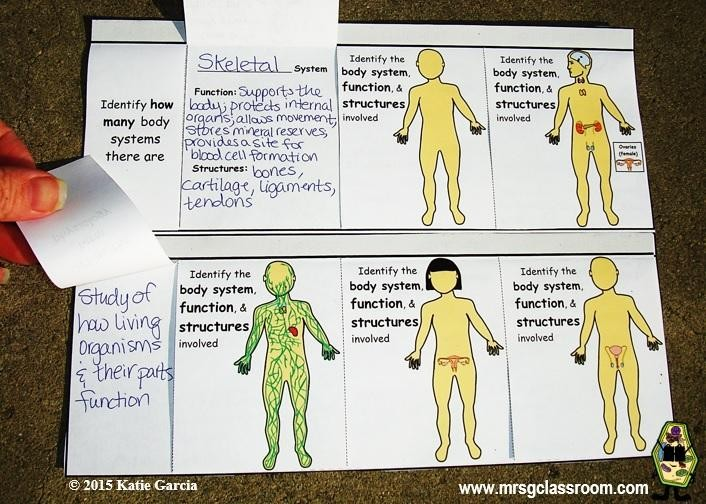 Identify how
many body
systems
there are
Skeletal System
Function: Supports the
body; protects internal
organs; allows movement,
stores mineral reserves,
provides a site for
blood cell formation
Structures: bones,
cartilage, ligaments,
tendons
Identify the
body system,
function, &
structures
involved
Identify the
body system,
function, &
structures
involved
Ovaries
(female)
Study of
how living
organisms
& their parts
function
Identify the
body system,
function, &
structures
involved
Identify the
body system,
function, &
structures
involved
Identify the
body system,
function, &
structures
involved
© 2015 Katie Garcia
www.mrsgclassroom.com